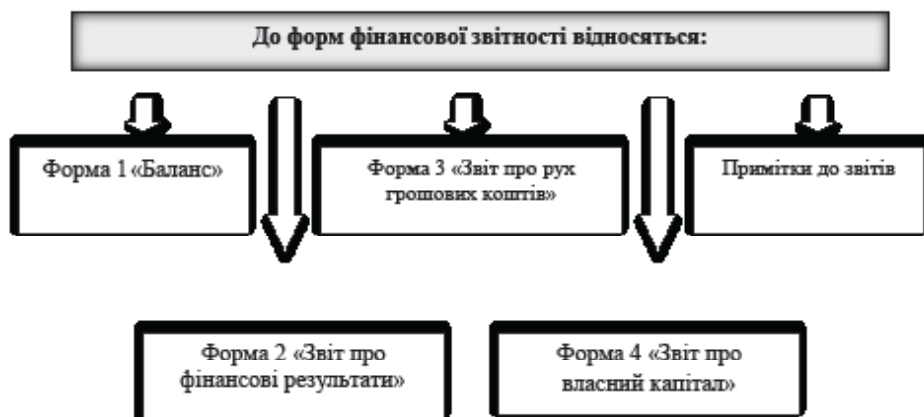 До форм фінансової звітності відносяться:
Форма 1 «Баланс»
Форма 3 «Звіт про рух
грошових коштів»
Примітки до звітів
Форма 2 «Звіт про
фінансові результати»
Форма 4 «Звіт про
власний капітал»